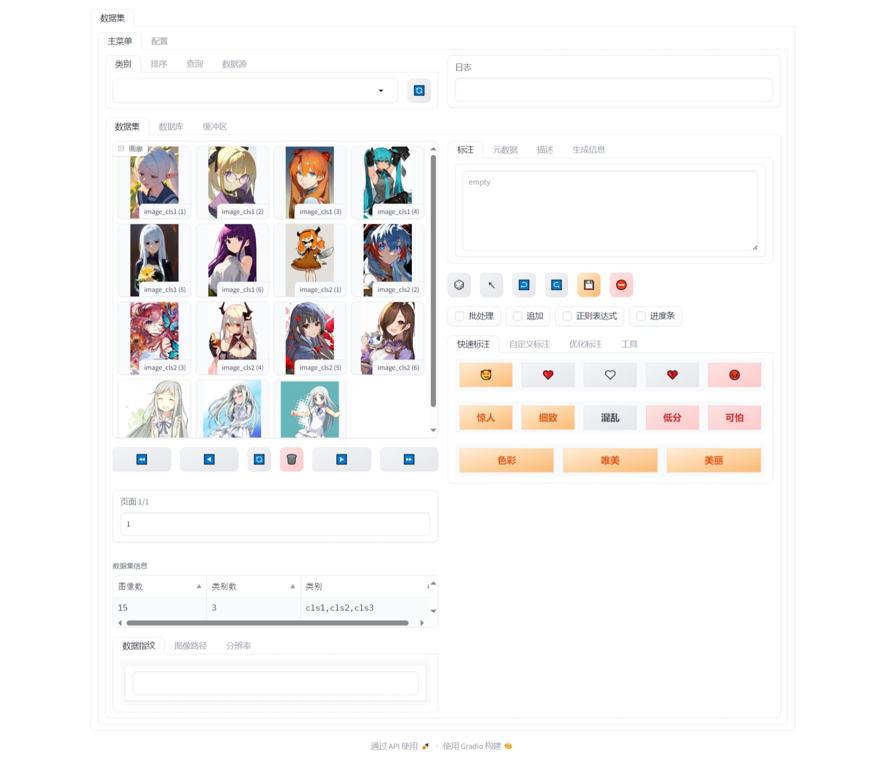 数据集
主菜单 配置
类别 排序 查询 数据源
日志
数据集 数据库 缓冲区
画廊
image_cls1 (1) image_cls1 (2) image_cls1 (3) image_cls1 (4)
image_cls1 (5) image_cls1 (6) image_cls2 (1) image_cls2 (2)
image_cls2 (3) image_cls2 (4) image_cls2 (5) image_cls2 (6)
标注 元数据 描述 生成信息
empty
批处理 追加 正则表达式 进度条
快速标注 自定义标注 优化标注 工具
惊人 细致 混乱 低分 可怕
色彩 唯美 美丽
页面 1/1
1
数据集信息
图像数 类别数 类别
15 3 cls1,cls2,cls3
数据指纹 图像路径 分辨率
通过 API 使用 · 使用 Gradio 构建